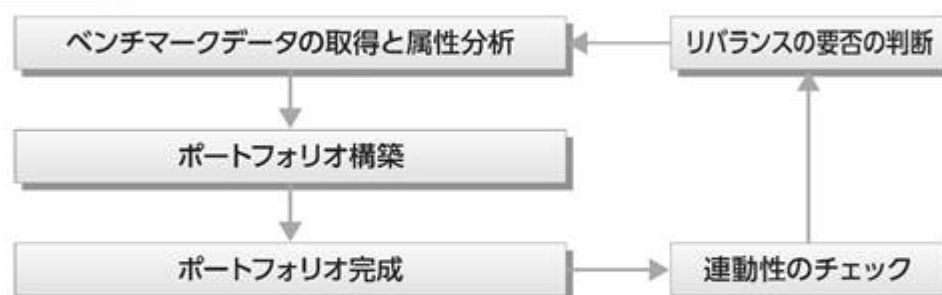 ベンチマークデータの取得と属性分析
リバランスの要否の判断
ポートフォリオ構築
ポートフォリオ完成
連動性のチェック